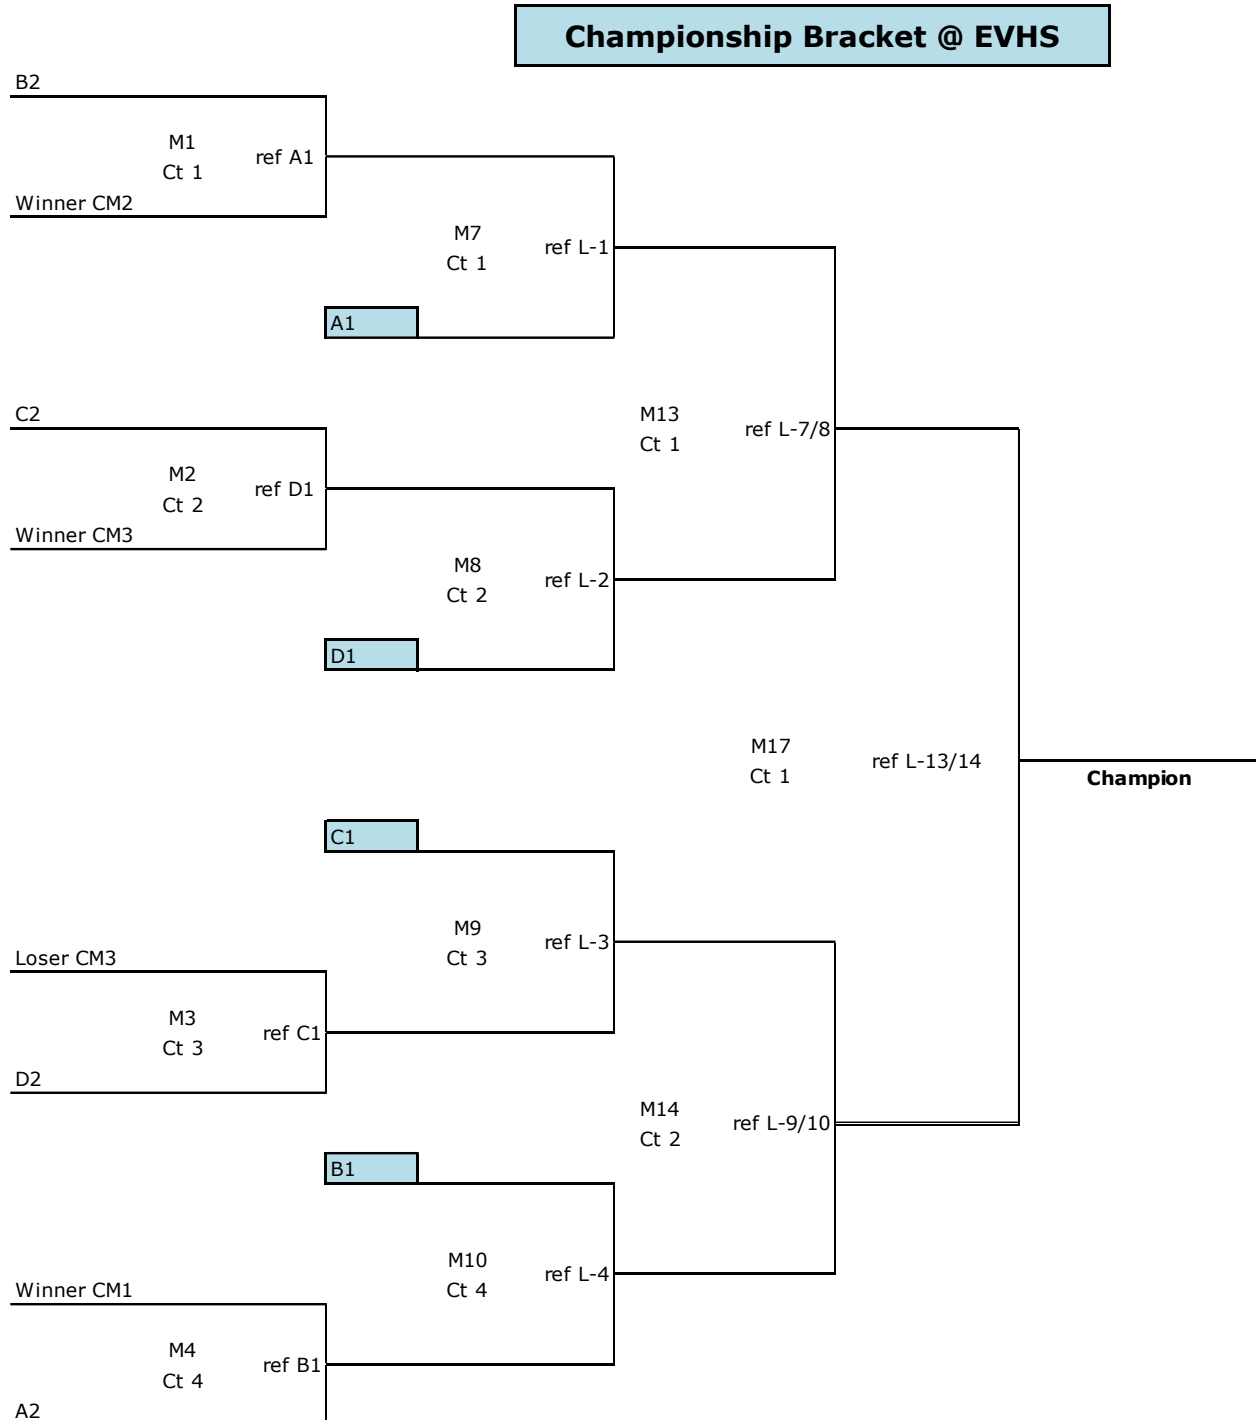 Championship Bracket @ EVHS
B2
M1
Ct 1
ref A1
Winner CM2
M7
Ct 1
ref L-1
A1
C2
M13
Ct 1
ref L-7/8
M2
Ct 2
ref D1
Winner CM3
M8
Ct 2
ref L-2
D1
M17
Ct 1
ref L-13/14
Champion
C1
M9
Ct 3
ref L-3
Loser CM3
M3
Ct 3
ref C1
D2
M14
Ct 2
ref L-9/10
B1
M10
Ct 4
ref L-4
Winner CM1
M4
Ct 4
ref B1
A2